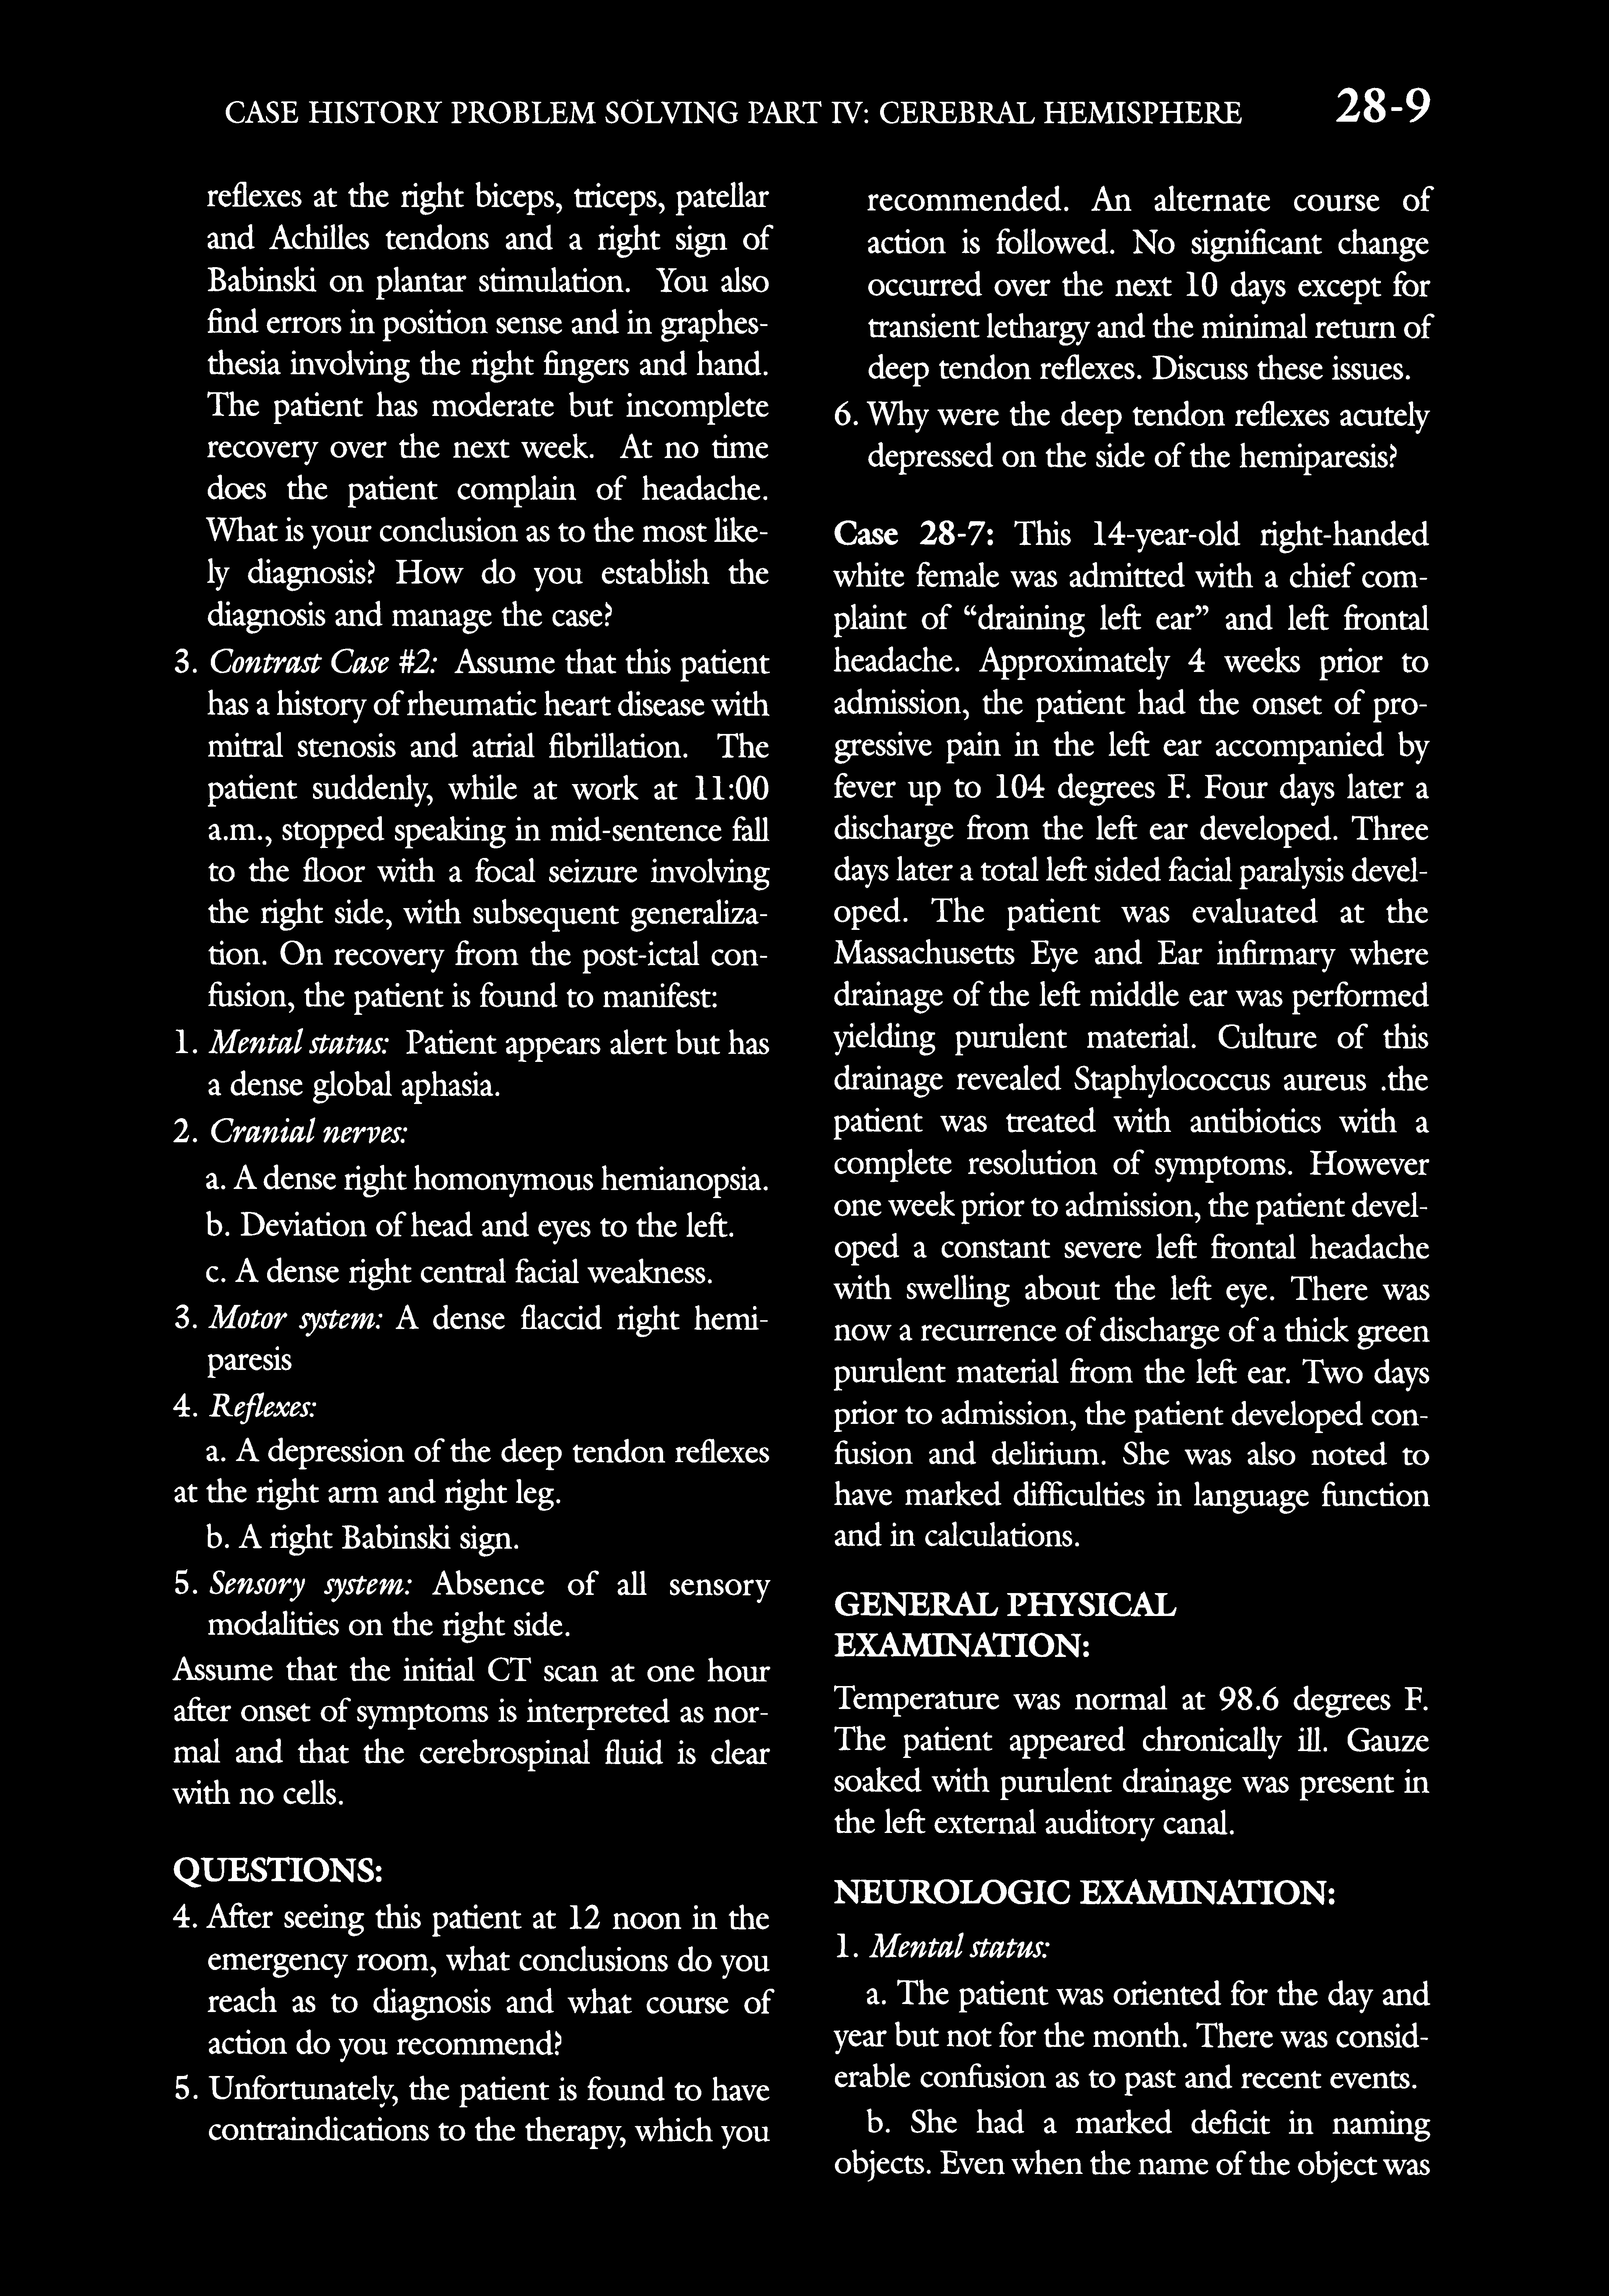 CASE HISTORY PROBLEM SOLVING PART IV: CEREBRAL HEMISPHERE 28-9
reflexes at the right biceps, triceps, patellar
and Achilles tendons and a right sign of
Babinski on plantar stimulation. You also
find errors in position sense and in graphes-
thesia involving the right fingers and hand.
The patient has moderate but incomplete
recovery over the next week. At no time
does the patient complain of headache.
What is your conclusion as to the most like-
ly diagnosis? How do you establish the
diagnosis and manage the case?
3. Contrast Case #2: Assume that this patient
has a history of rheumatic heart disease with
mitral stenosis and atrial fibrillation. The
patient suddenly, while at work at 11:00
a.m., stopped speaking in mid-sentence fall
to the floor with a focal seizure involving
the right side, with subsequent generaliza-
tion. On recovery from the post-ictal con-
fusion, the patient is found to manifest:
1. Mental status: Patient appears alert but has
a dense global aphasia.
2. Cranial nerves:
a. A dense right homonymous hemianopsia.
b. Deviation of head and eyes to the left.
c. A dense right central facial weakness.
3. Motor system: A dense flaccid right hemi-
paresis
4. Reflexes:
a. A depression of the deep tendon reflexes
at the right arm and right leg.
b. A right Babinski sign.
5. Sensory system: Absence of all sensory
modalities on the right side.
Assume that the initial CT scan at one hour
after onset of symptoms is interpreted as nor-
mal and that the cerebrospinal fluid is clear
with no cells.
QUESTIONS:
4. After seeing this patient at 12 noon in the
emergency room, what conclusions do you
reach as to diagnosis and what course of
action do you recommend?
5. Unfortunately, the patient is found to have
contraindications to the therapy, which you
recommended. An alternate course of
action is followed. No significant change
occurred over the next 10 days except for
transient lethargy and the minimal return of
deep tendon reflexes. Discuss these issues.
6. Why were the deep tendon reflexes acutely
depressed on the side of the hemiparesis?
Case 28-7: This 14-year-old right-handed
white female was admitted with a chief com-
plaint of “draining left ear” and left frontal
headache. Approximately 4 weeks prior to
admission, the patient had the onset of pro-
gressive pain in the left ear accompanied by
fever up to 104 degrees F. Four days later a
discharge from the left ear developed. Three
days later a total left sided facial paralysis devel-
oped. The patient was evaluated at the
Massachusetts Eye and Ear infirmary where
drainage of the left middle ear was performed
yielding purulent material. Culture of this
drainage revealed Staphylococcus aureus .the
patient was treated with antibiotics with a
complete resolution of symptoms. However
one week prior to admission, the patient devel-
oped a constant severe left frontal headache
with swelling about the left eye. There was
now a recurrence of discharge of a thick green
purulent material from the left ear. Two days
prior to admission, the patient developed con-
fusion and delirium. She was also noted to
have marked difficulties in language function
and in calculations.
GENERAL PHYSICAL
EXAMINATION:
Temperature was normal at 98.6 degrees F.
The patient appeared chronically ill. Gauze
soaked with purulent drainage was present in
the left external auditory canal.
NEUROLOGIC EXAMINATION:
1. Mental status:
a. The patient was oriented for the day and
year but not for the month. There was consid-
erable confusion as to past and recent events.
b. She had a marked deficit in naming
objects. Even when the name of the object was